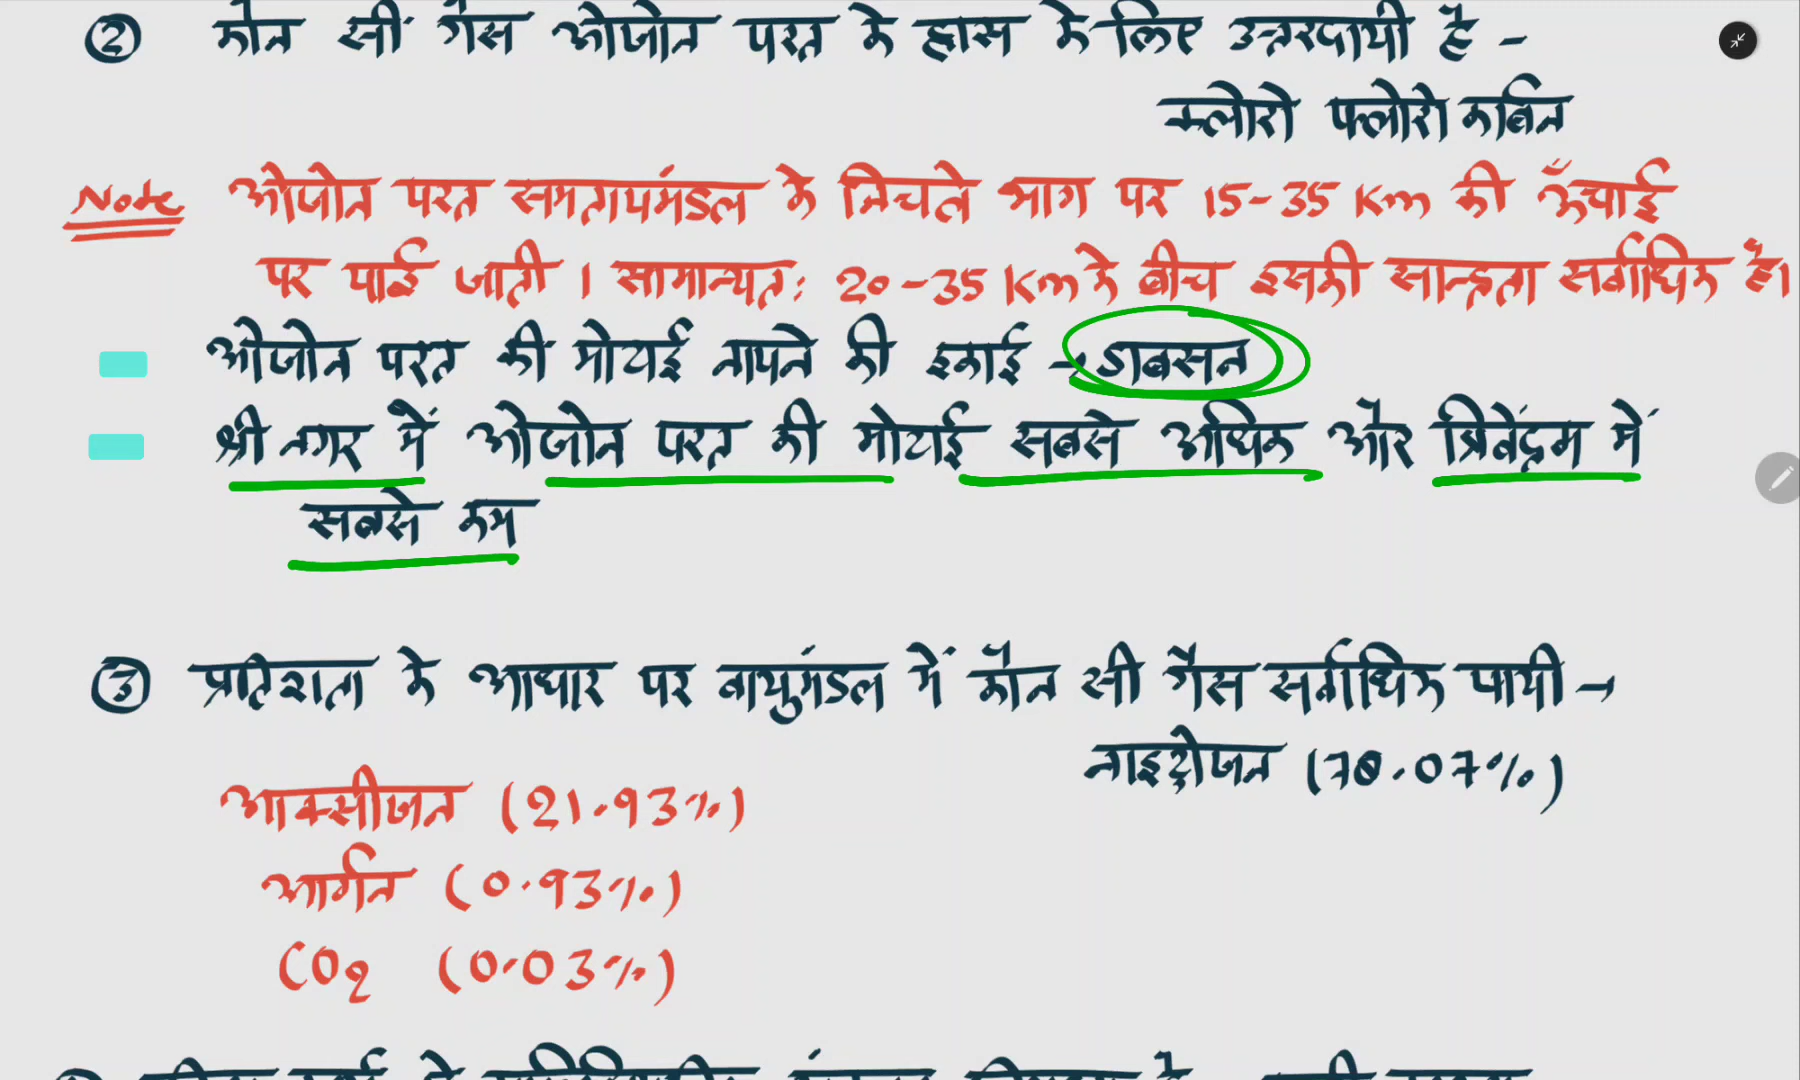 ② कौन सी गैस ओजोन परत के ह्रास के लिए उत्तरदायी है -
क्लोरो फ्लोरो कार्बन
Note ओजोन परत समतापमंडल के निचले भाग पर 15-35 Km की ऊँचाई
पर पाई जाती । सामान्यत: 20-35 Km के बीच इसकी सान्द्रता सर्वाधिक है।
ओजोन परत की मोटाई नापने की इकाई → डाबसन
श्री नगर में ओजोन परत की मोटाई सबसे अधिक और त्रिवेंद्रम में
सबसे कम
③ प्रतिशता के आधार पर वायुमंडल में कौन सी गैस सर्वाधिक पायी →
नाइट्रोजन (78.07%)
आक्सीजन (21.93%)
आर्गन (0.93%)
CO2 (0.03%)